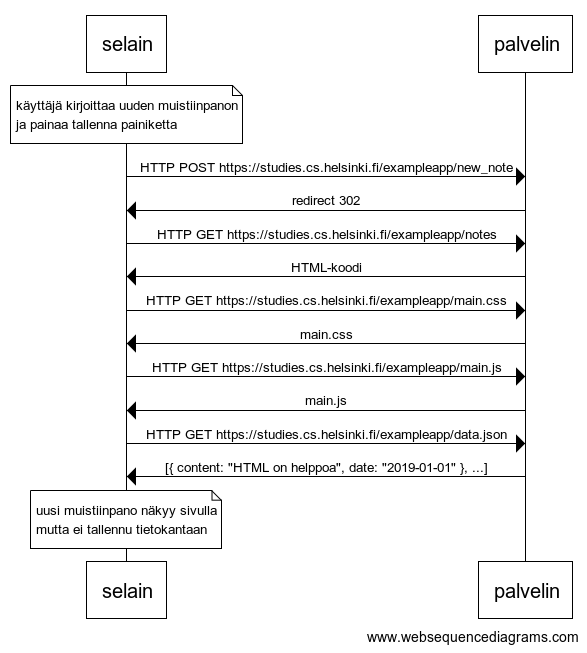 selain
palvelin
käyttäjä kirjoittaa uuden muistiinpanon
ja painaa tallenna painiketta
HTTP POST https://studies.cs.helsinki.fi/exampleapp/new_note
redirect 302
HTTP GET https://studies.cs.helsinki.fi/exampleapp/notes
HTML-koodi
HTTP GET https://studies.cs.helsinki.fi/exampleapp/main.css
main.css
HTTP GET https://studies.cs.helsinki.fi/exampleapp/main.js
main.js
HTTP GET https://studies.cs.helsinki.fi/exampleapp/data.json
[{ content: "HTML on helppoa", date: "2019-01-01" }, ...]
uusi muistiinpano näkyy sivulla
mutta ei tallennu tietokantaan
selain
palvelin
www.websequencediagrams.com